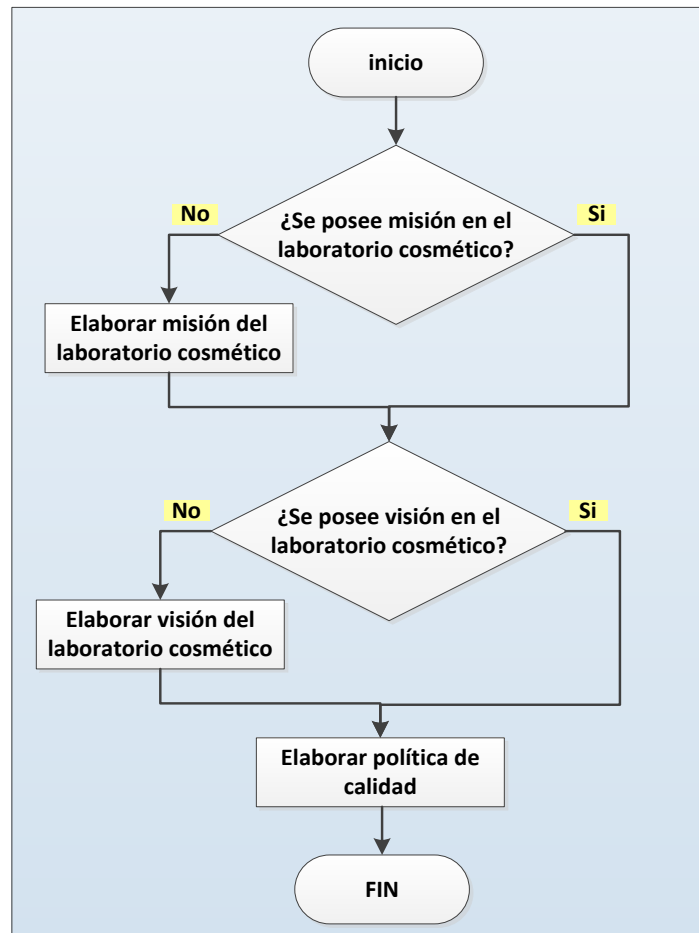 inicio
No
¿Se posee misión en el
laboratorio cosmético?
Si
Elaborar misión del
laboratorio cosmético
No
¿Se posee visión en el
laboratorio cosmético?
Si
Elaborar visión del
laboratorio cosmético
Elaborar política de
calidad
FIN